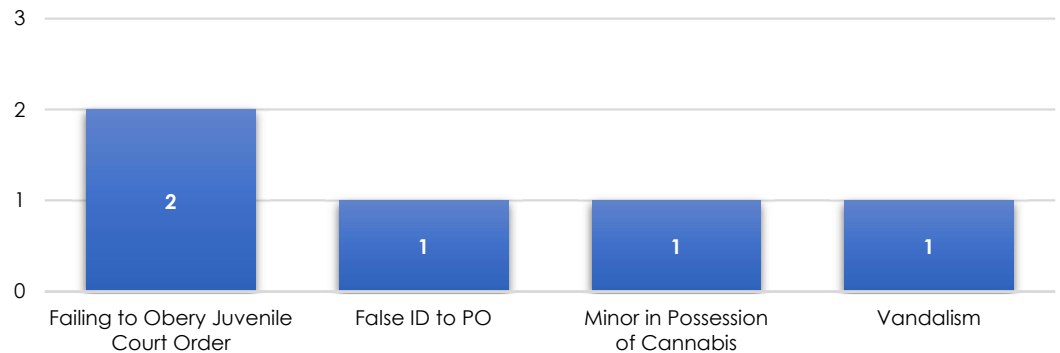 3
2
1
0
2
1
1
1
Failing to Obery Juvenile
Court Order
False ID to PO
Minor in Possession
of Cannabis
Vandalism